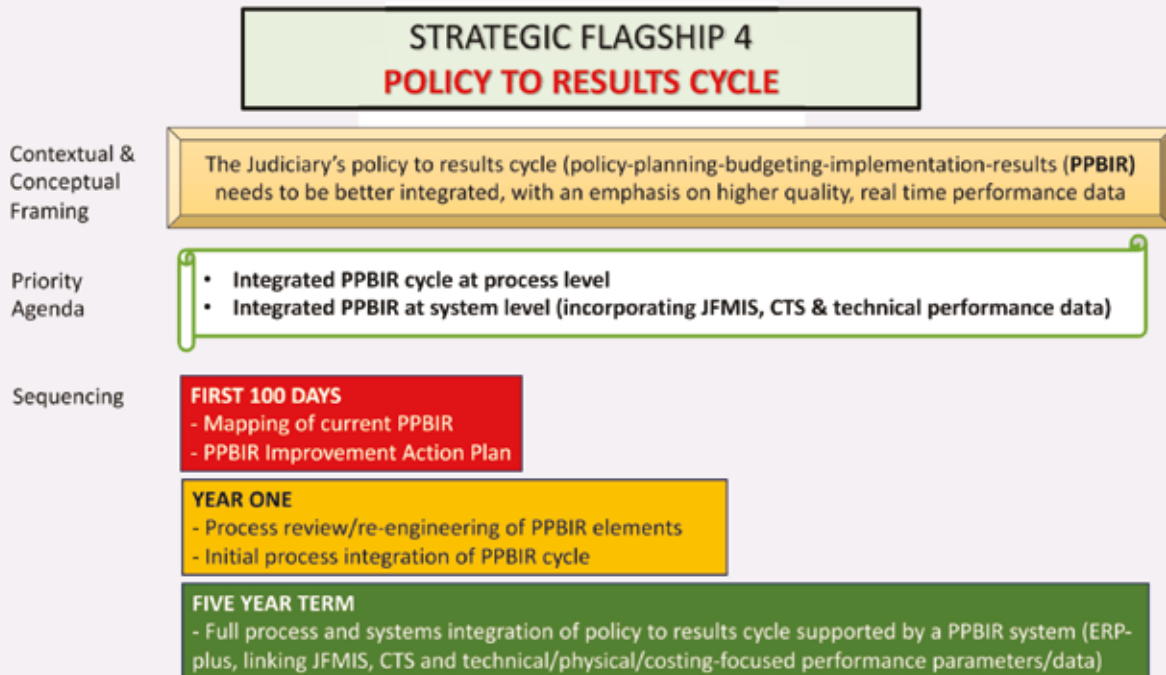 STRATEGIC FLAGSHIP 4
POLICY TO RESULTS CYCLE
Contextual &
Conceptual
Framing
The Judiciary's policy to results cycle (policy-planning-budgeting-implementation-results (PPBIR)
needs to be better integrated, with an emphasis on higher quality, real time performance data
Priority
Agenda
• Integrated PPBIR cycle at process level
• Integrated PPBIR at system level (incorporating JFMIS, CTS & technical performance data)
Sequencing
FIRST 100 DAYS
- Mapping of current PPBIR
- PPBIR Improvement Action Plan
YEAR ONE
- Process review/re-engineering of PPBIR elements
- Initial process integration of PPBIR cycle
FIVE YEAR TERM
- Full process and systems integration of policy to results cycle supported by a PPBIR system (ERP-
plus, linking JFMIS, CTS and technical/physical/costing-focused performance parameters/data)